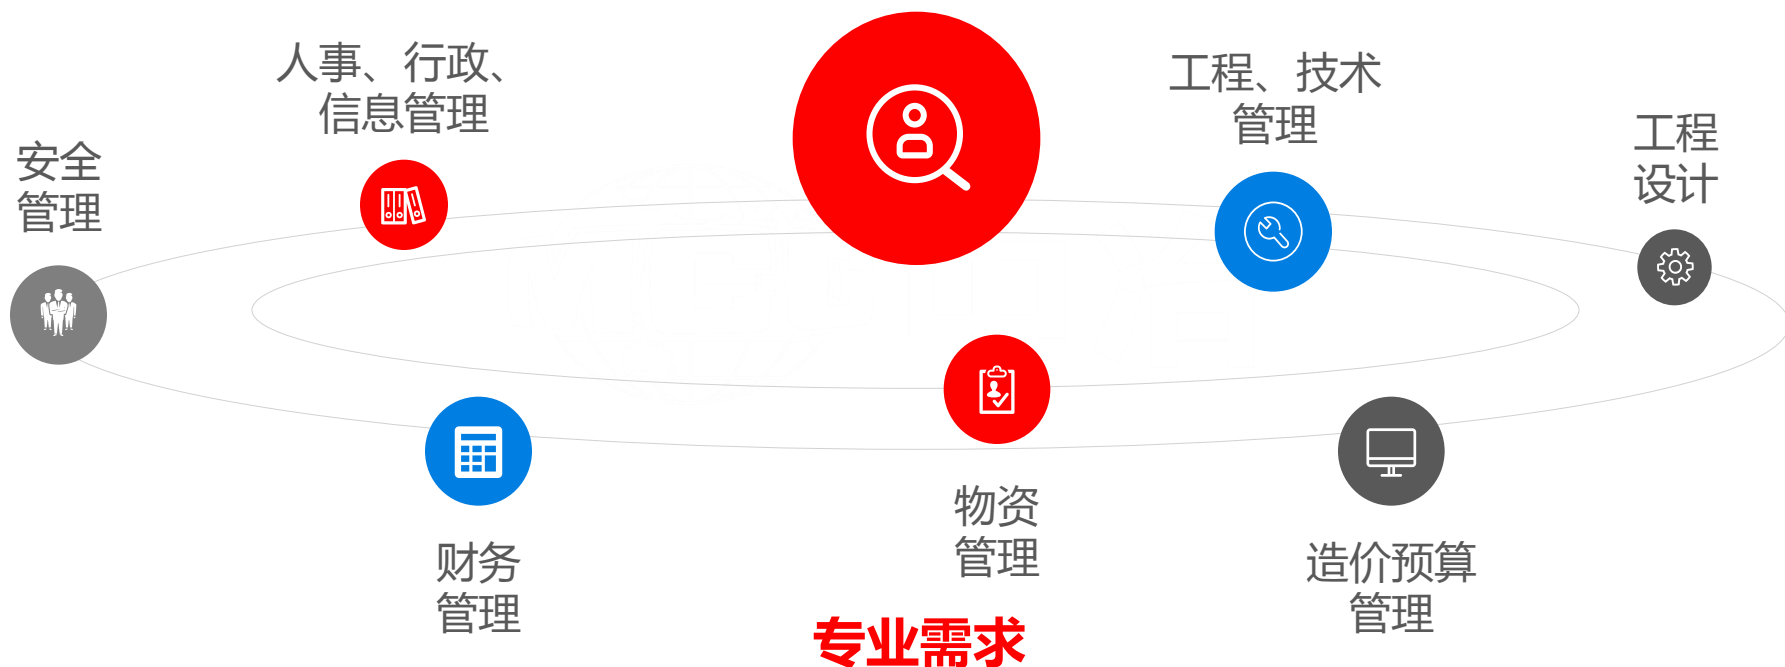 人事、行政、
信息管理
工程、技术
管理
工程
设计
安全
管理
物资
管理
财务
管理
造价预算
管理
专业需求